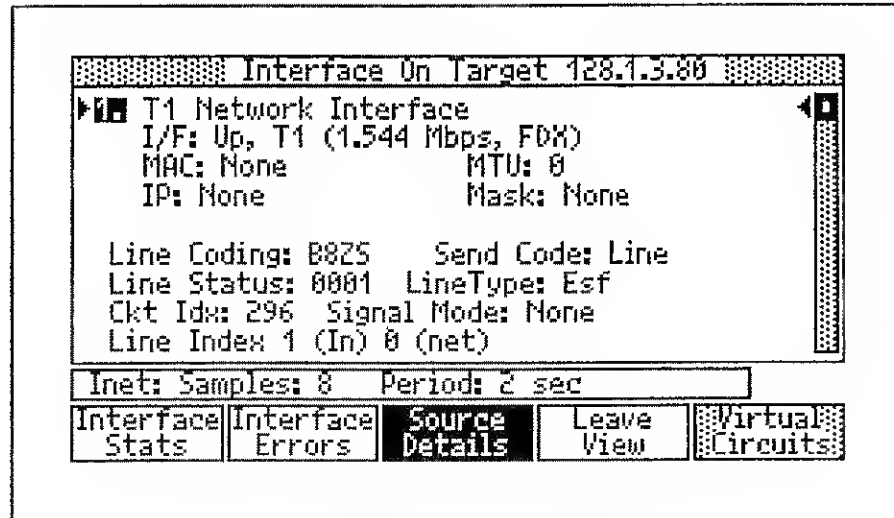 Interface On Target 128.1.3.80
T1 Network Interface
I/F: Up, T1 (1.544 Mbps, FDX)
MAC: None MTU: 0
IP: None Mask: None
Line Coding: B8ZS Send Code: Line
Line Status: 0001 LineType: Esf
Ckt Idx: 296 Signal Mode: None
Line Index 1 (In) 0 (net)
Inet: Samples: 8 Period: 2 sec
Interface Stats
Interface Errors
Source Details
Leave View
Virtual Circuits